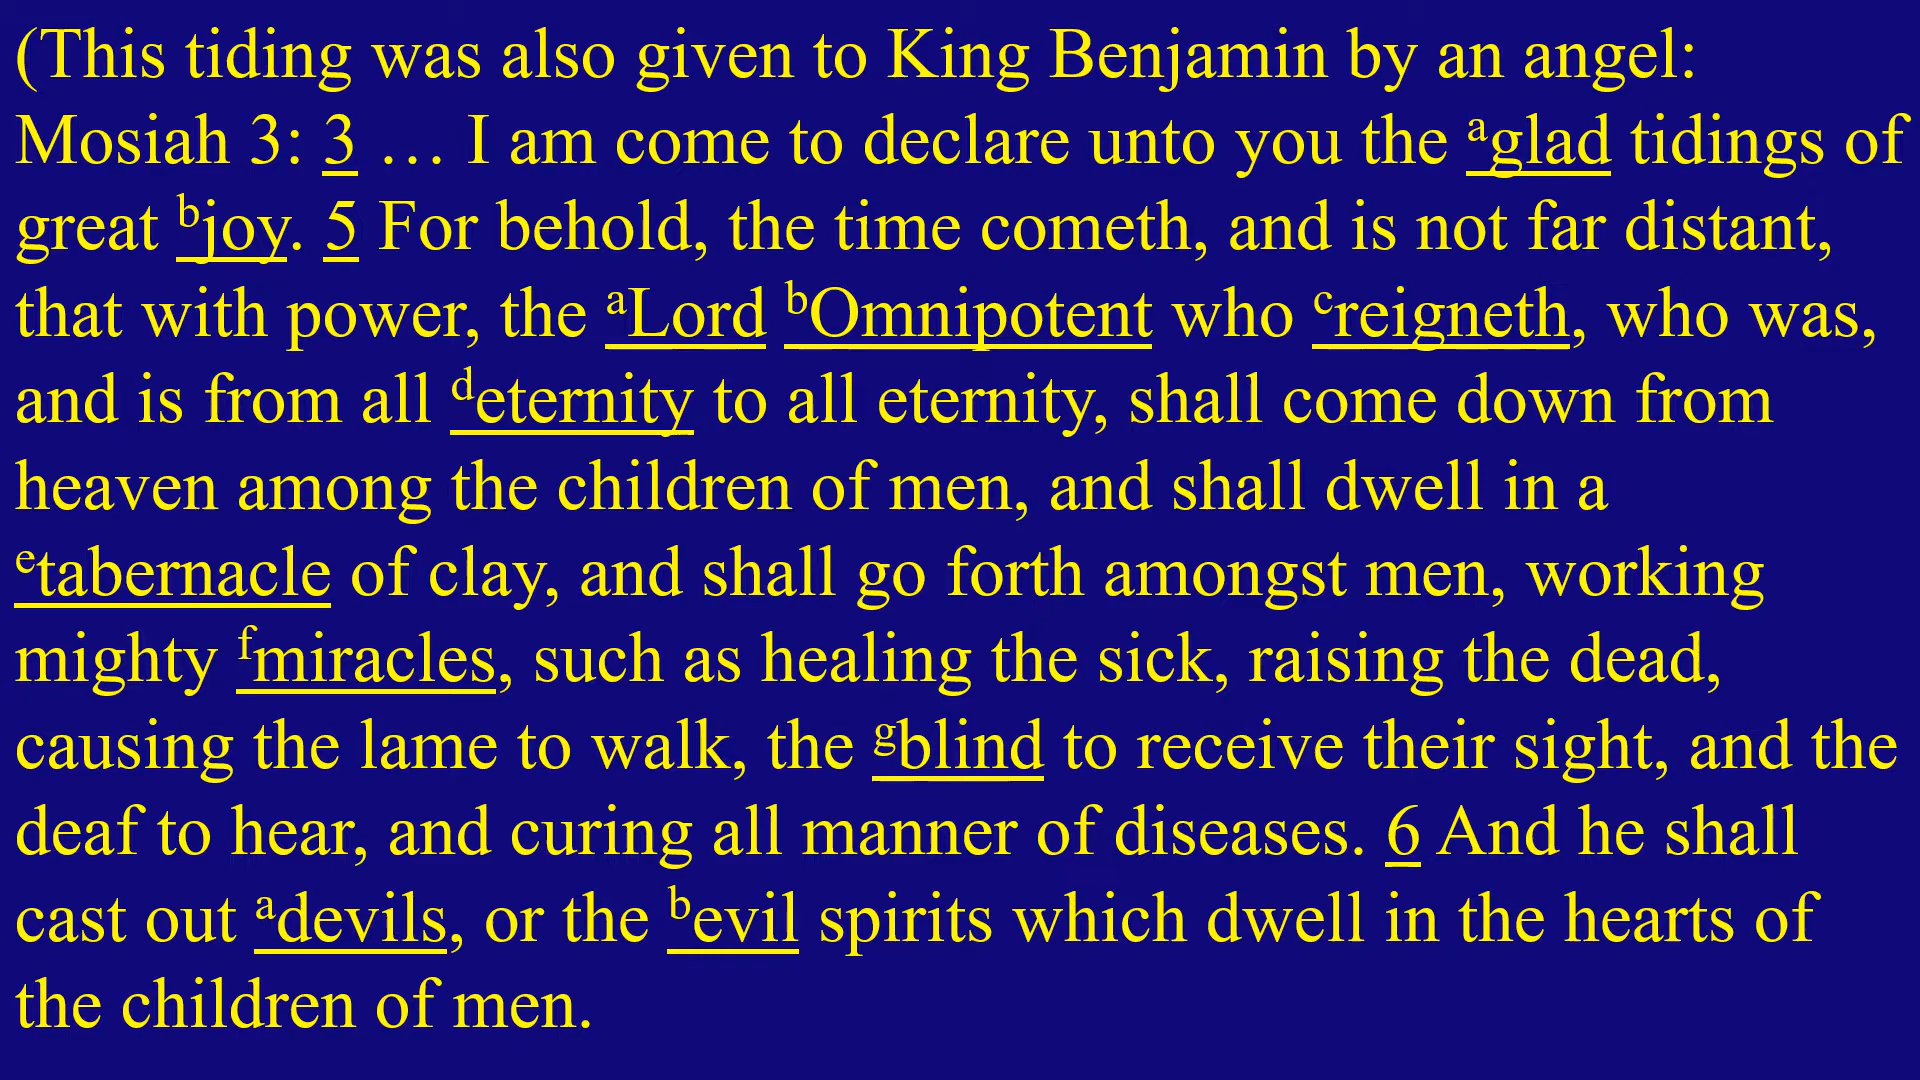 (This tiding was also given to King Benjamin by an angel:
Mosiah 3: 3 … I am come to declare unto you the aglad tidings of
great bjoy. 5 For behold, the time cometh, and is not far distant,
that with power, the aLord bOmnipotent who creigneth, who was,
and is from all deternity to all eternity, shall come down from
heaven among the children of men, and shall dwell in a
etabernacle of clay, and shall go forth amongst men, working
mighty fmiracles, such as healing the sick, raising the dead,
causing the lame to walk, the gblind to receive their sight, and the
deaf to hear, and curing all manner of diseases. 6 And he shall
cast out adevils, or the bevil spirits which dwell in the hearts of
the children of men.